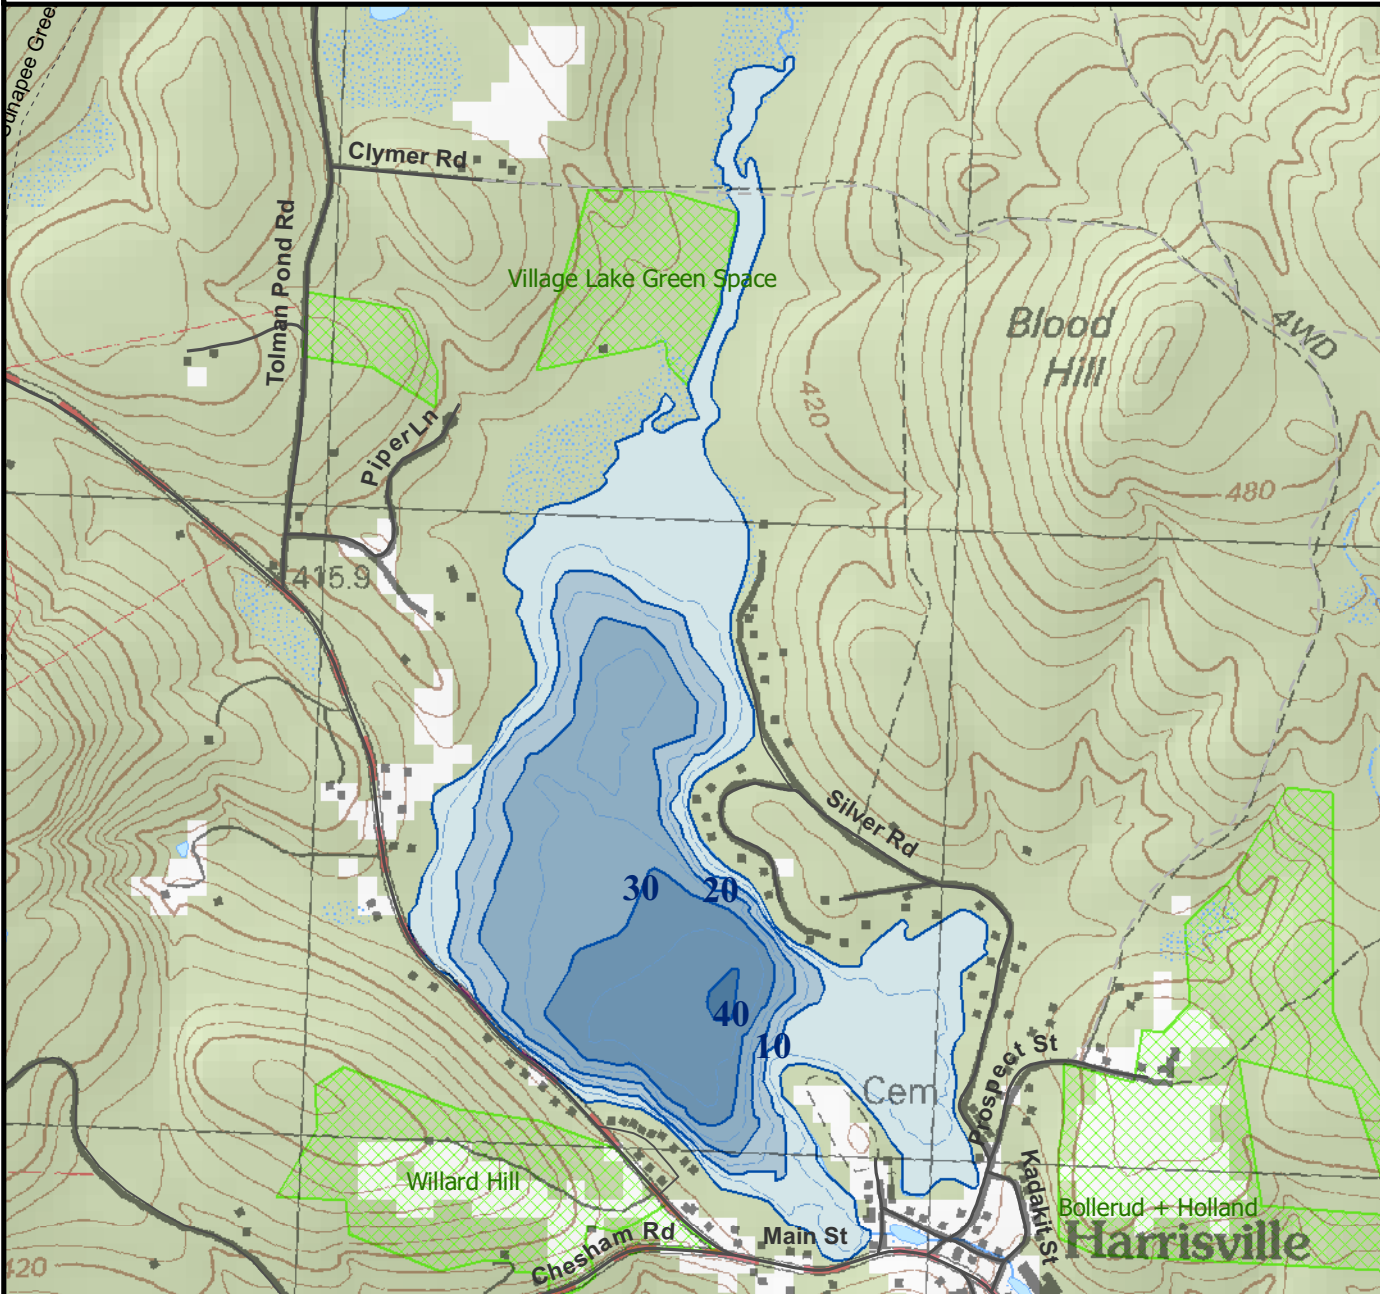 Sunapee Green
Clymer Rd
Tolman Pond Rd
Village Lake Green Space
Blood
Hill
4WD
420
Piper Ln
480
415.9
Silver Rd
30
20
40
10
Prospect St
Cem
Willard Hill
Kadakit St
Bollerud + Holland
Main St
Chesham Rd
Harrisville
420